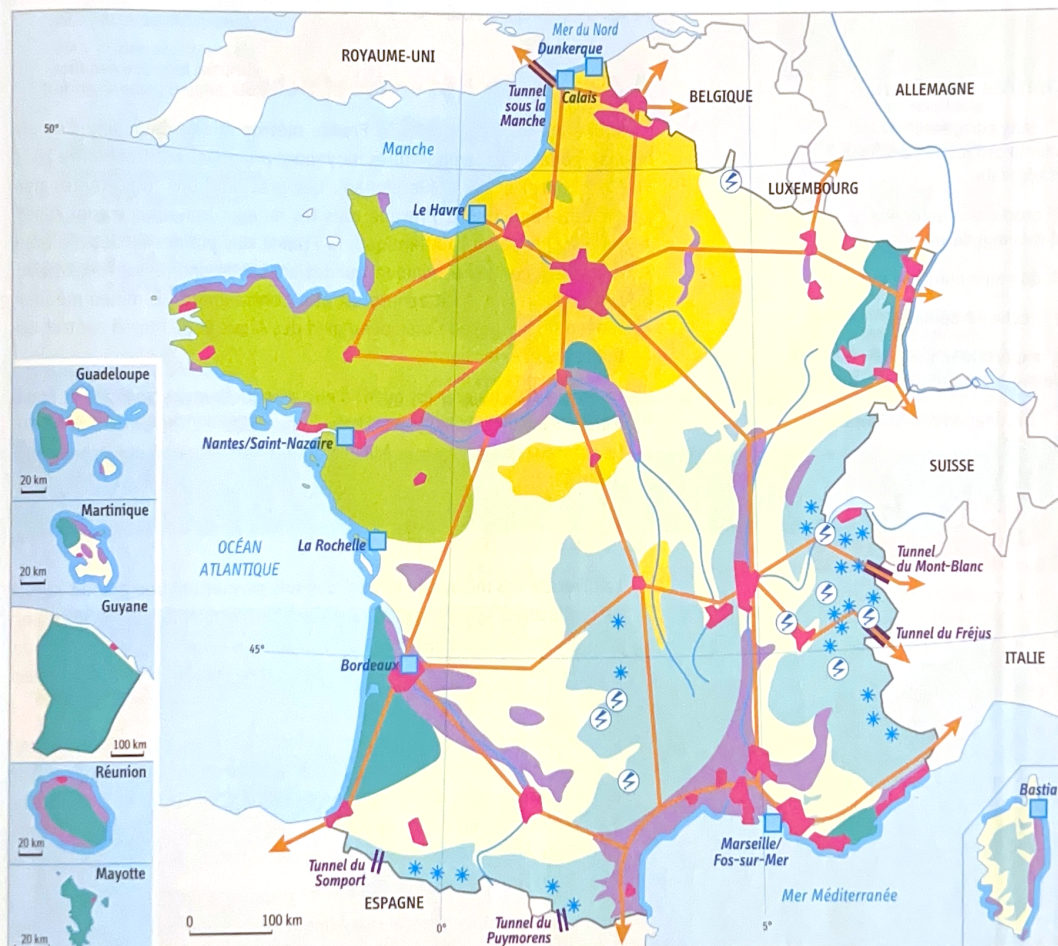 Mer du Nord
ROYAUME-UNI
Dunkerque
Tunnel
sous la
Manche
Calais
BELGIQUE
ALLEMAGNE
50°
Manche
LUXEMBOURG
Le Havre
Guadeloupe
20 km
Nantes/Saint-Nazaire
SUISSE
Martinique
20 km
La Rochelle
OCÉAN
ATLANTIQUE
Tunnel
du Mont-Blanc
Guyane
100 km
Tunnel du Fréjus
45°
ITALIE
Bordeaux
Réunion
20 km
Bastia
Marseille/
Fos-sur-Mer
Mayotte
20 km
Tunnel du
Somport
ESPAGNE
Mer Méditerranée
0
100 km
0°
Tunnel du
Puymorens
5°